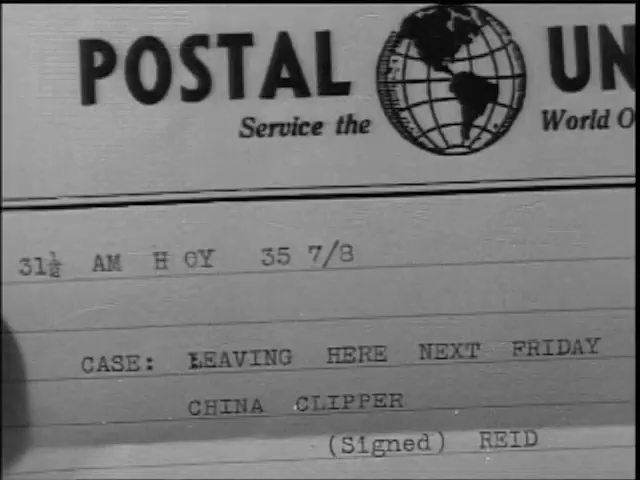 POSTAL UN
Service the World O
31½ AM H OY 35 7/8
CASE: LEAVING HERE NEXT FRIDAY
CHINA CLIPPER
(Signed) REID